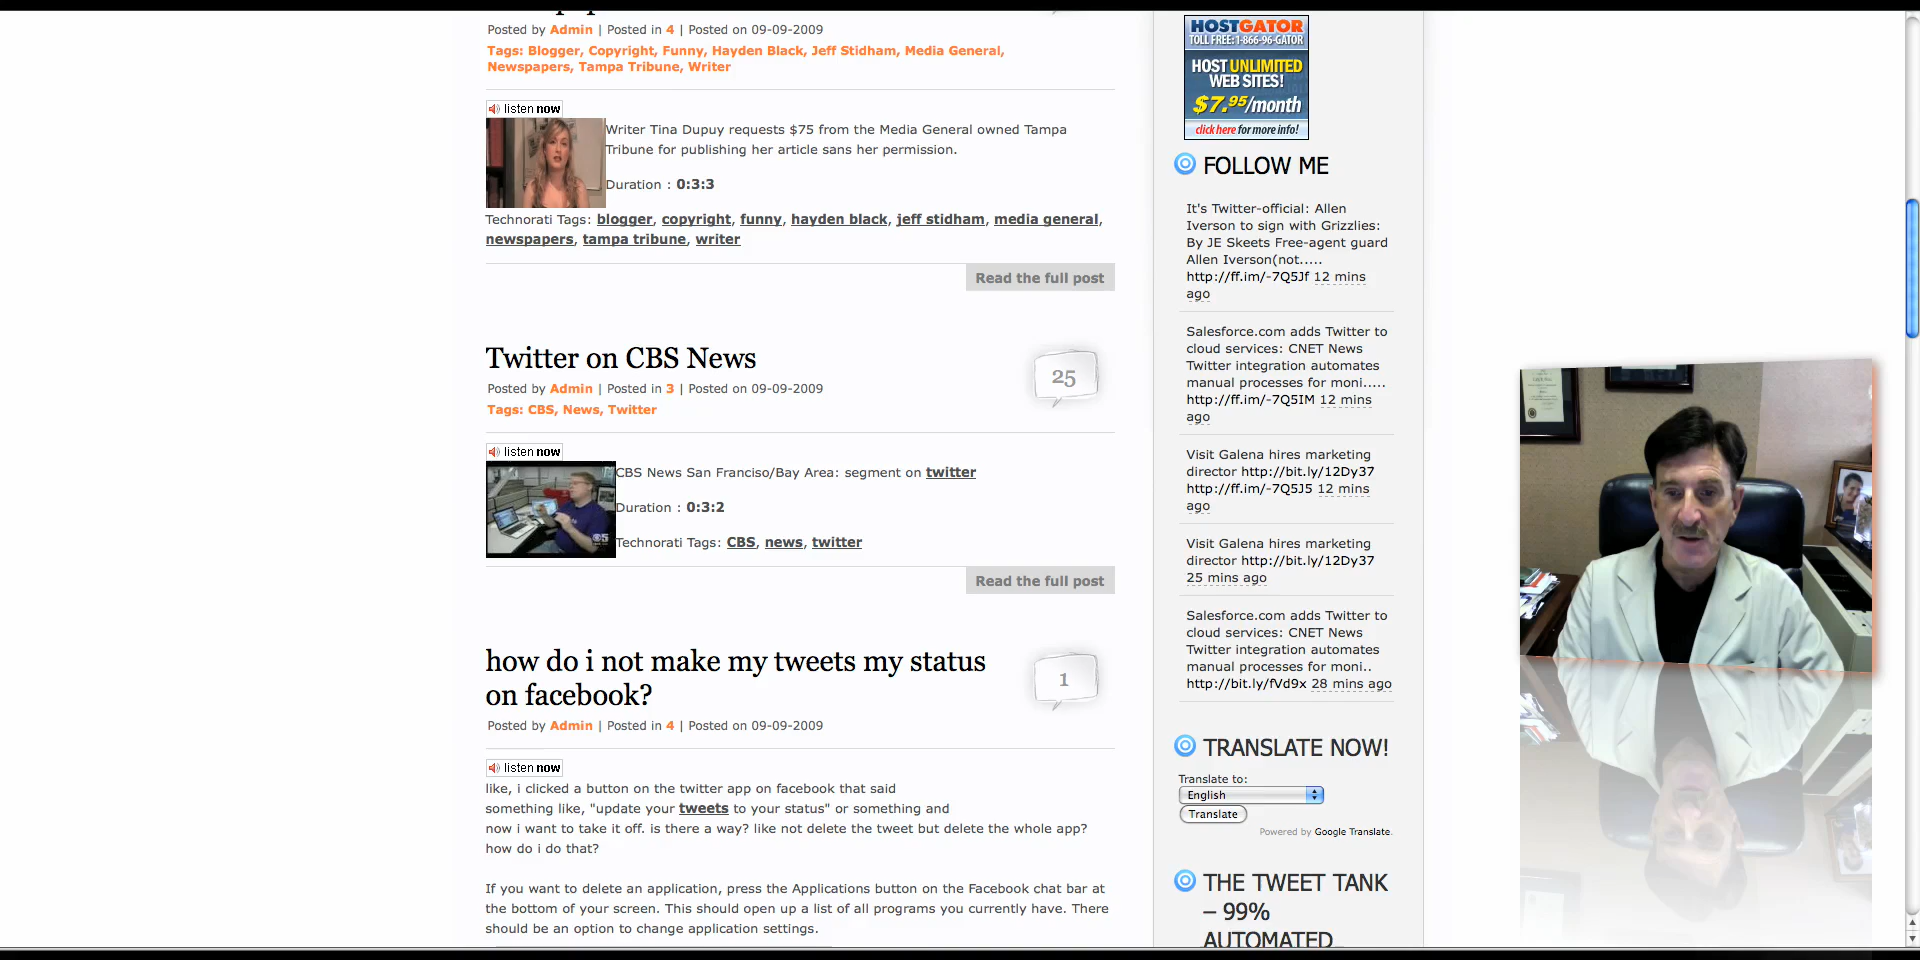 Posted by Admin | Posted in 4 | Posted on 09-09-2009
Tags: Blogger, Copyright, Funny, Hayden Black, Jeff Stidham, Media General,
Newspapers, Tampa Tribune, Writer
listen now
Writer Tina Dupuy requests $75 from the Media General owned Tampa
Tribune for publishing her article sans her permission.
Duration : 0:3:3
Technorati Tags: blogger, copyright, funny, hayden black, jeff stidham, media general,
newspapers, tampa tribune, writer
Read the full post
Twitter on CBS News
25
Posted by Admin | Posted in 3 | Posted on 09-09-2009
Tags: CBS, News, Twitter
listen now
CBS News San Franciso/Bay Area: segment on twitter
Duration : 0:3:2
Technorati Tags: CBS, news, twitter
Read the full post
how do i not make my tweets my status
on facebook?
1
Posted by Admin | Posted in 4 | Posted on 09-09-2009
listen now
like, i clicked a button on the twitter app on facebook that said
something like, "update your tweets to your status" or something and
now i want to take it off. is there a way? like not delete the tweet but delete the whole app?
how do i do that?
If you want to delete an application, press the Applications button on the Facebook chat bar at
the bottom of your screen. This should open up a list of all programs you currently have. There
should be an option to change application settings.
HOSTGATOR
TOLL FREE:1-866-96-GATOR
HOST UNLIMITED
WEB SITES!
$7.95/month
click here for more info!
FOLLOW ME
It's Twitter-official: Allen
Iverson to sign with Grizzlies:
By JE Skeets Free-agent guard
Allen Iverson(not.....
http://ff.im/-7Q5Jf 12 mins
ago
Salesforce.com adds Twitter to
cloud services: CNET News
Twitter integration automates
manual processes for moni.....
http://ff.im/-7Q5IM 12 mins
ago
Visit Galena hires marketing
director http://bit.ly/12Dy37
http://ff.im/-7Q5J5 12 mins
ago
Visit Galena hires marketing
director http://bit.ly/12Dy37
25 mins ago
Salesforce.com adds Twitter to
cloud services: CNET News
Twitter integration automates
manual processes for moni..
http://bit.ly/fVd9x 28 mins ago
TRANSLATE NOW!
Translate to:
English
Translate
Powered by Google Translate.
THE TWEET TANK
– 99%
AUTOMATED